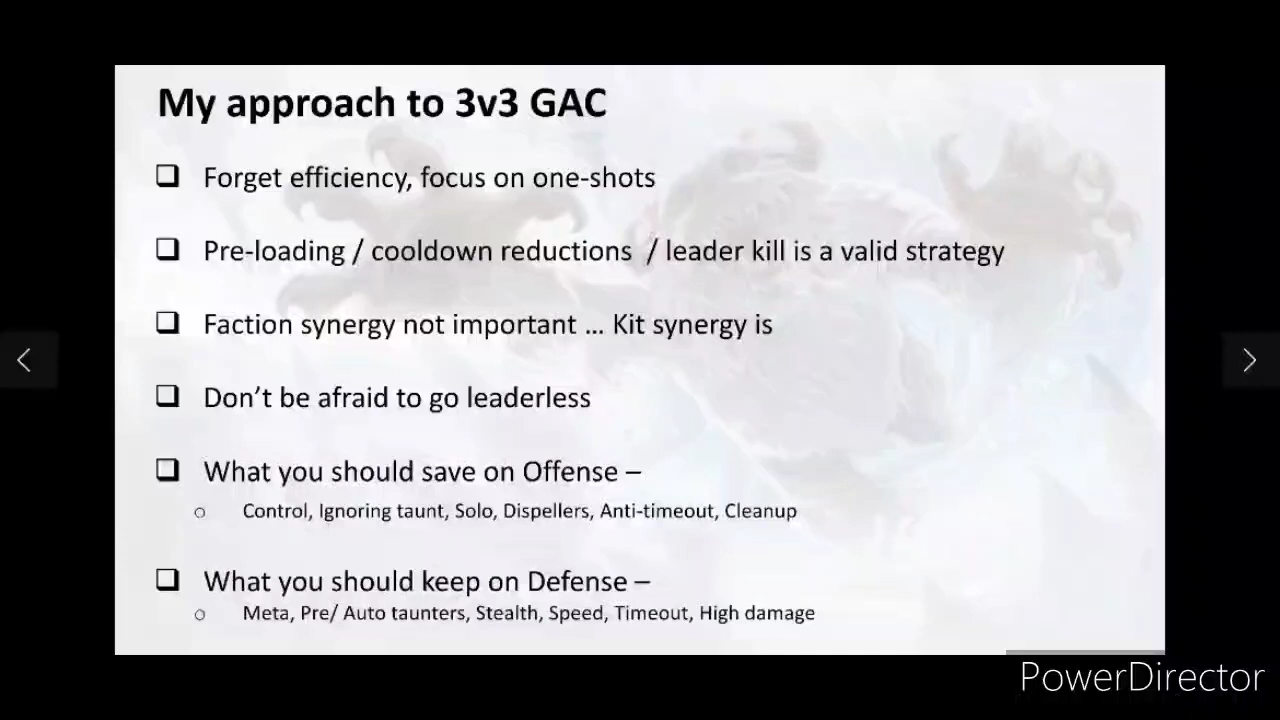 My approach to 3v3 GAC
Forget efficiency, focus on one-shots
Pre-loading / cooldown reductions / leader kill is a valid strategy
Faction synergy not important ... Kit synergy is
Don't be afraid to go leaderless
What you should save on Offense –
Control, Ignoring taunt, Solo, Dispellers, Anti-timeout, Cleanup
What you should keep on Defense –
Meta, Pre/ Auto taunters, Stealth, Speed, Timeout, High damage
PowerDirector